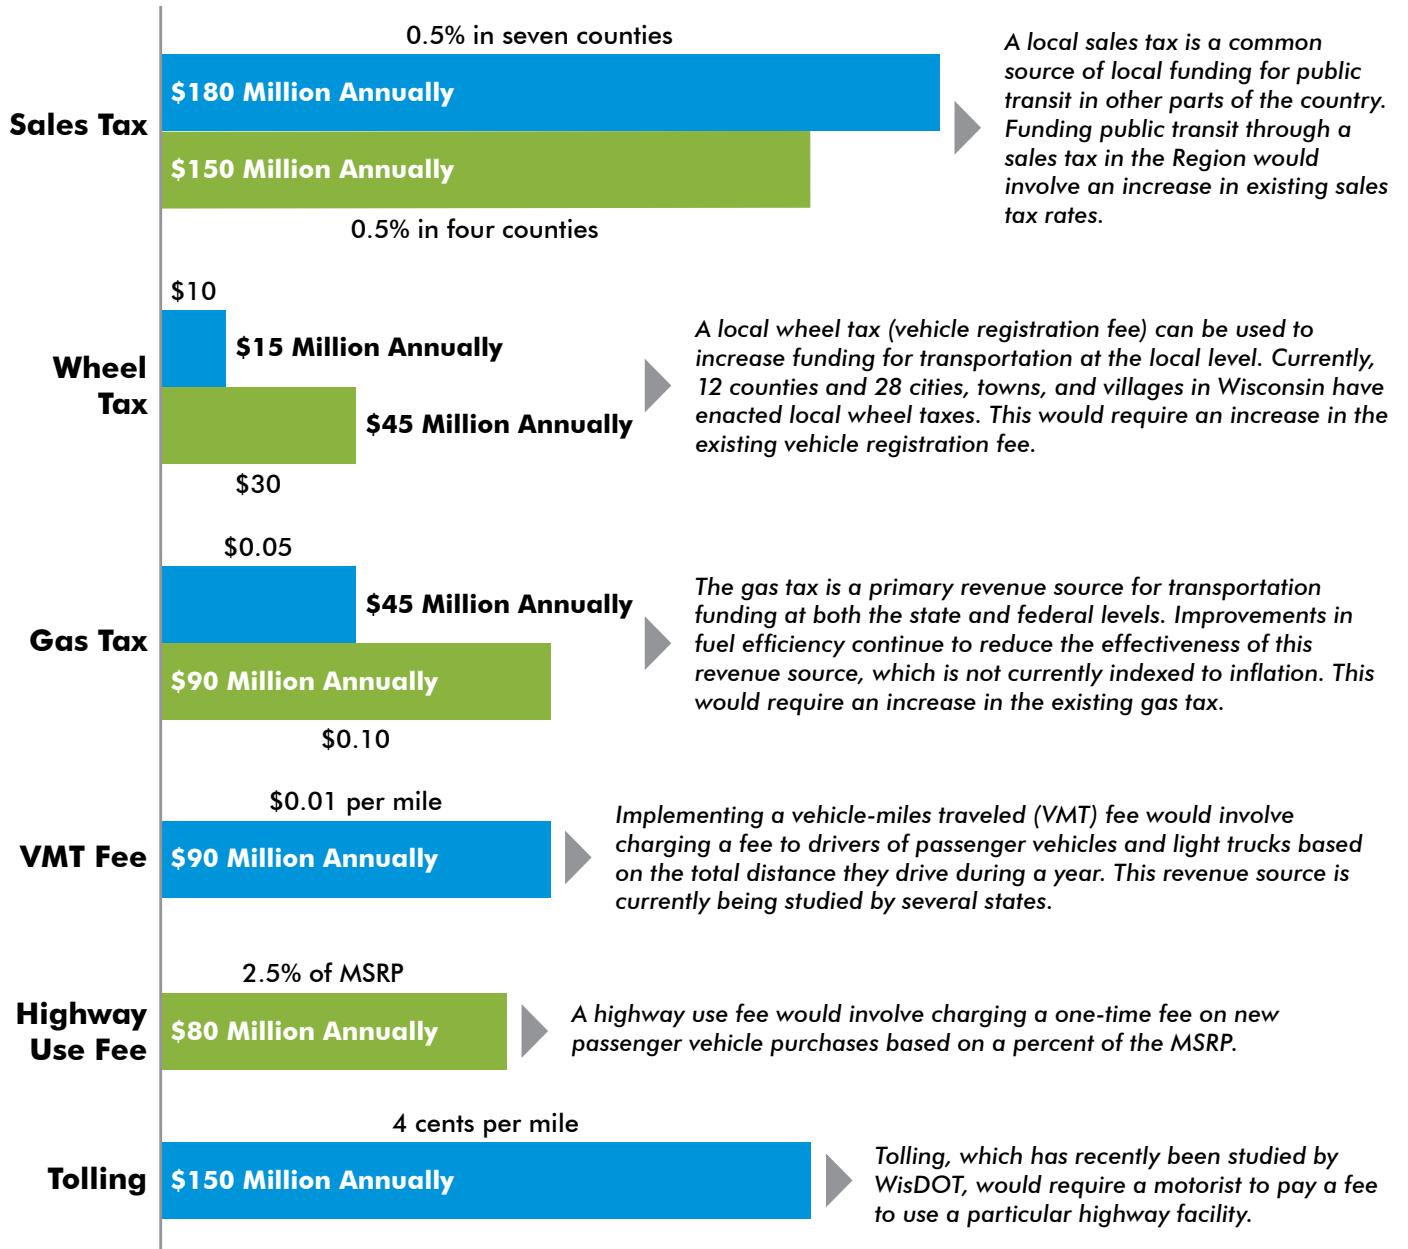 0.5% in seven counties
Sales Tax
$180 Million Annually
$150 Million Annually
0.5% in four counties
A local sales tax is a common
source of local funding for public
transit in other parts of the country.
Funding public transit through a
sales tax in the Region would
involve an increase in existing sales
tax rates.
$10
Wheel
Tax
$15 Million Annually
$45 Million Annually
$30
A local wheel tax (vehicle registration fee) can be used to
increase funding for transportation at the local level. Currently,
12 counties and 28 cities, towns, and villages in Wisconsin have
enacted local wheel taxes. This would require an increase in the
existing vehicle registration fee.
$0.05
Gas Tax
$45 Million Annually
$90 Million Annually
$0.10
The gas tax is a primary revenue source for transportation
funding at both the state and federal levels. Improvements in
fuel efficiency continue to reduce the effectiveness of this
revenue source, which is not currently indexed to inflation. This
would require an increase in the existing gas tax.
$0.01 per mile
VMT Fee
$90 Million Annually
Implementing a vehicle-miles traveled (VMT) fee would involve
charging a fee to drivers of passenger vehicles and light trucks based
on the total distance they drive during a year. This revenue source is
currently being studied by several states.
2.5% of MSRP
Highway
Use Fee
$80 Million Annually
A highway use fee would involve charging a one-time fee on new
passenger vehicle purchases based on a percent of the MSRP.
4 cents per mile
Tolling
$150 Million Annually
Tolling, which has recently been studied by
WisDOT, would require a motorist to pay a fee
to use a particular highway facility.